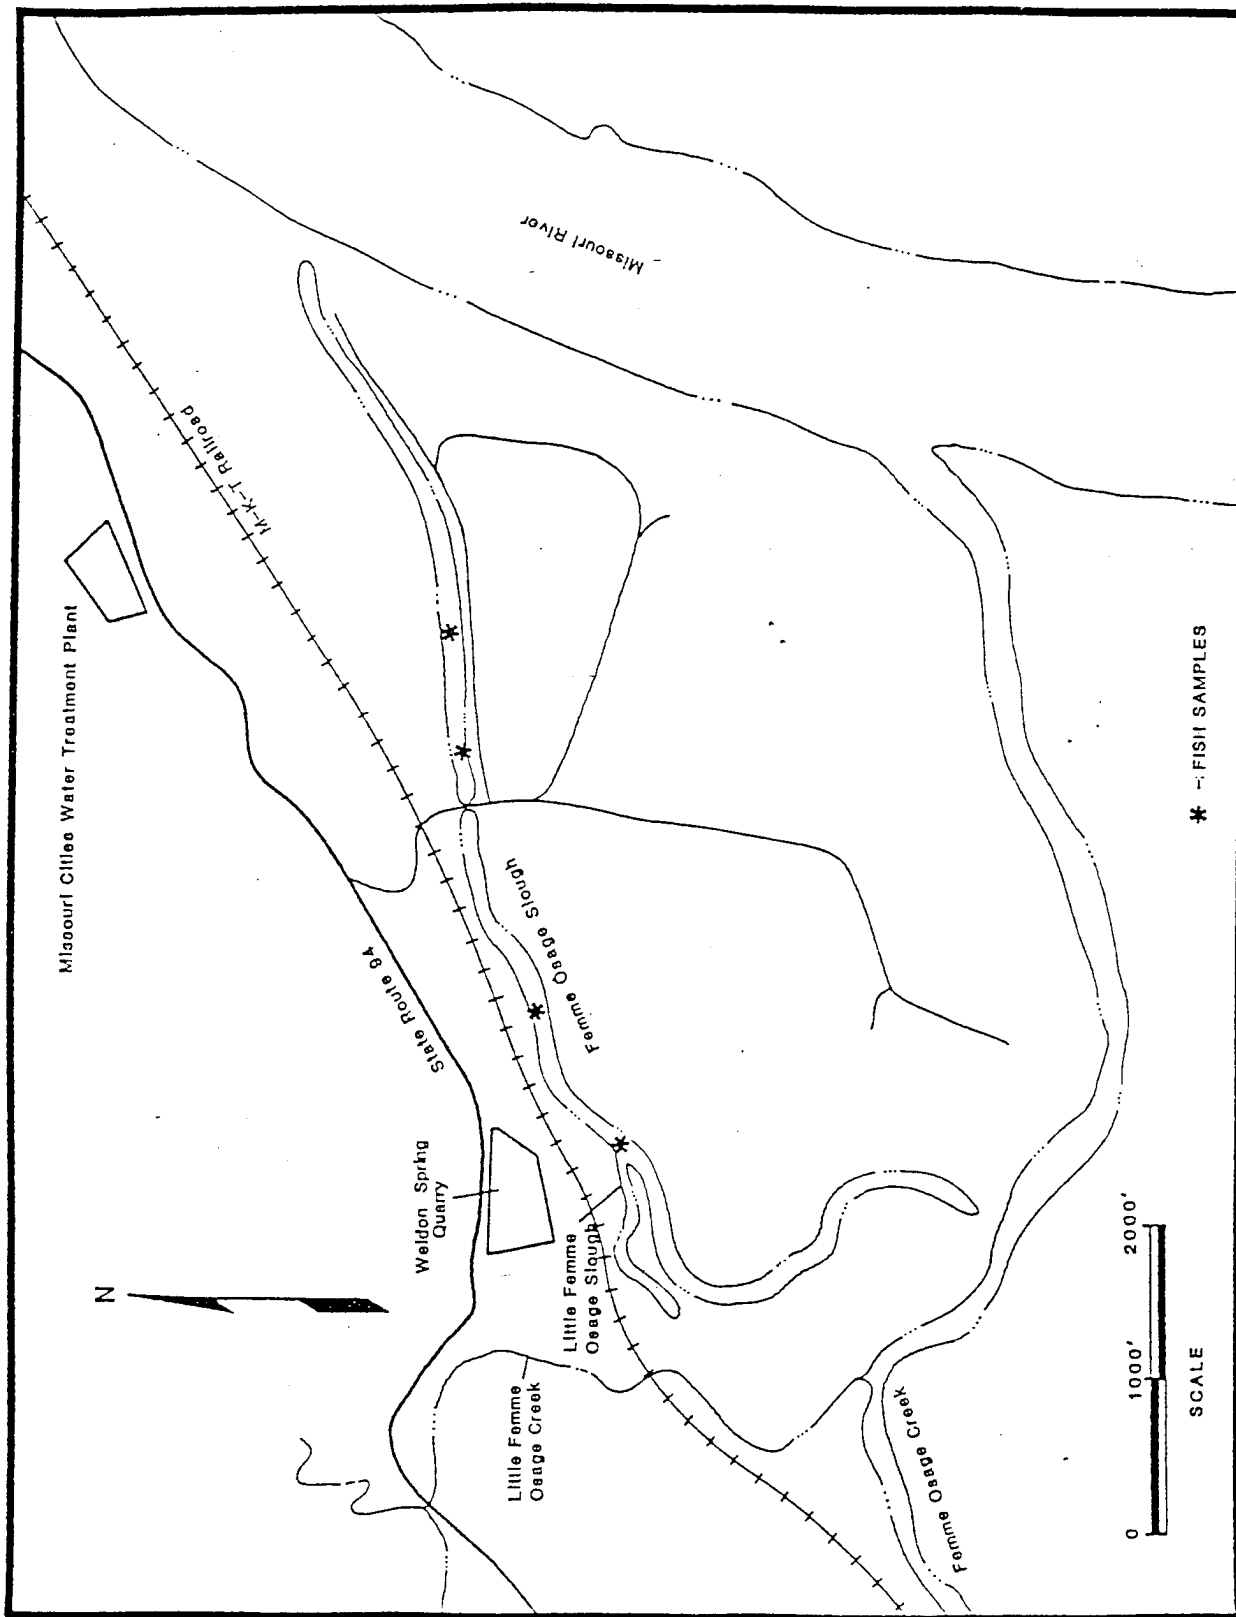 Missouri Cities Water Treatment Plant
M-K-T Railroad
Missouri River
State Route 94
N
Weldon Spring
Quarry
Femme Osage Slough
Little Femme
Osage Slough
Little Femme
Osage Creek
Femme Osage Creek
0 1000' 2000'
SCALE
* -: FISH SAMPLES